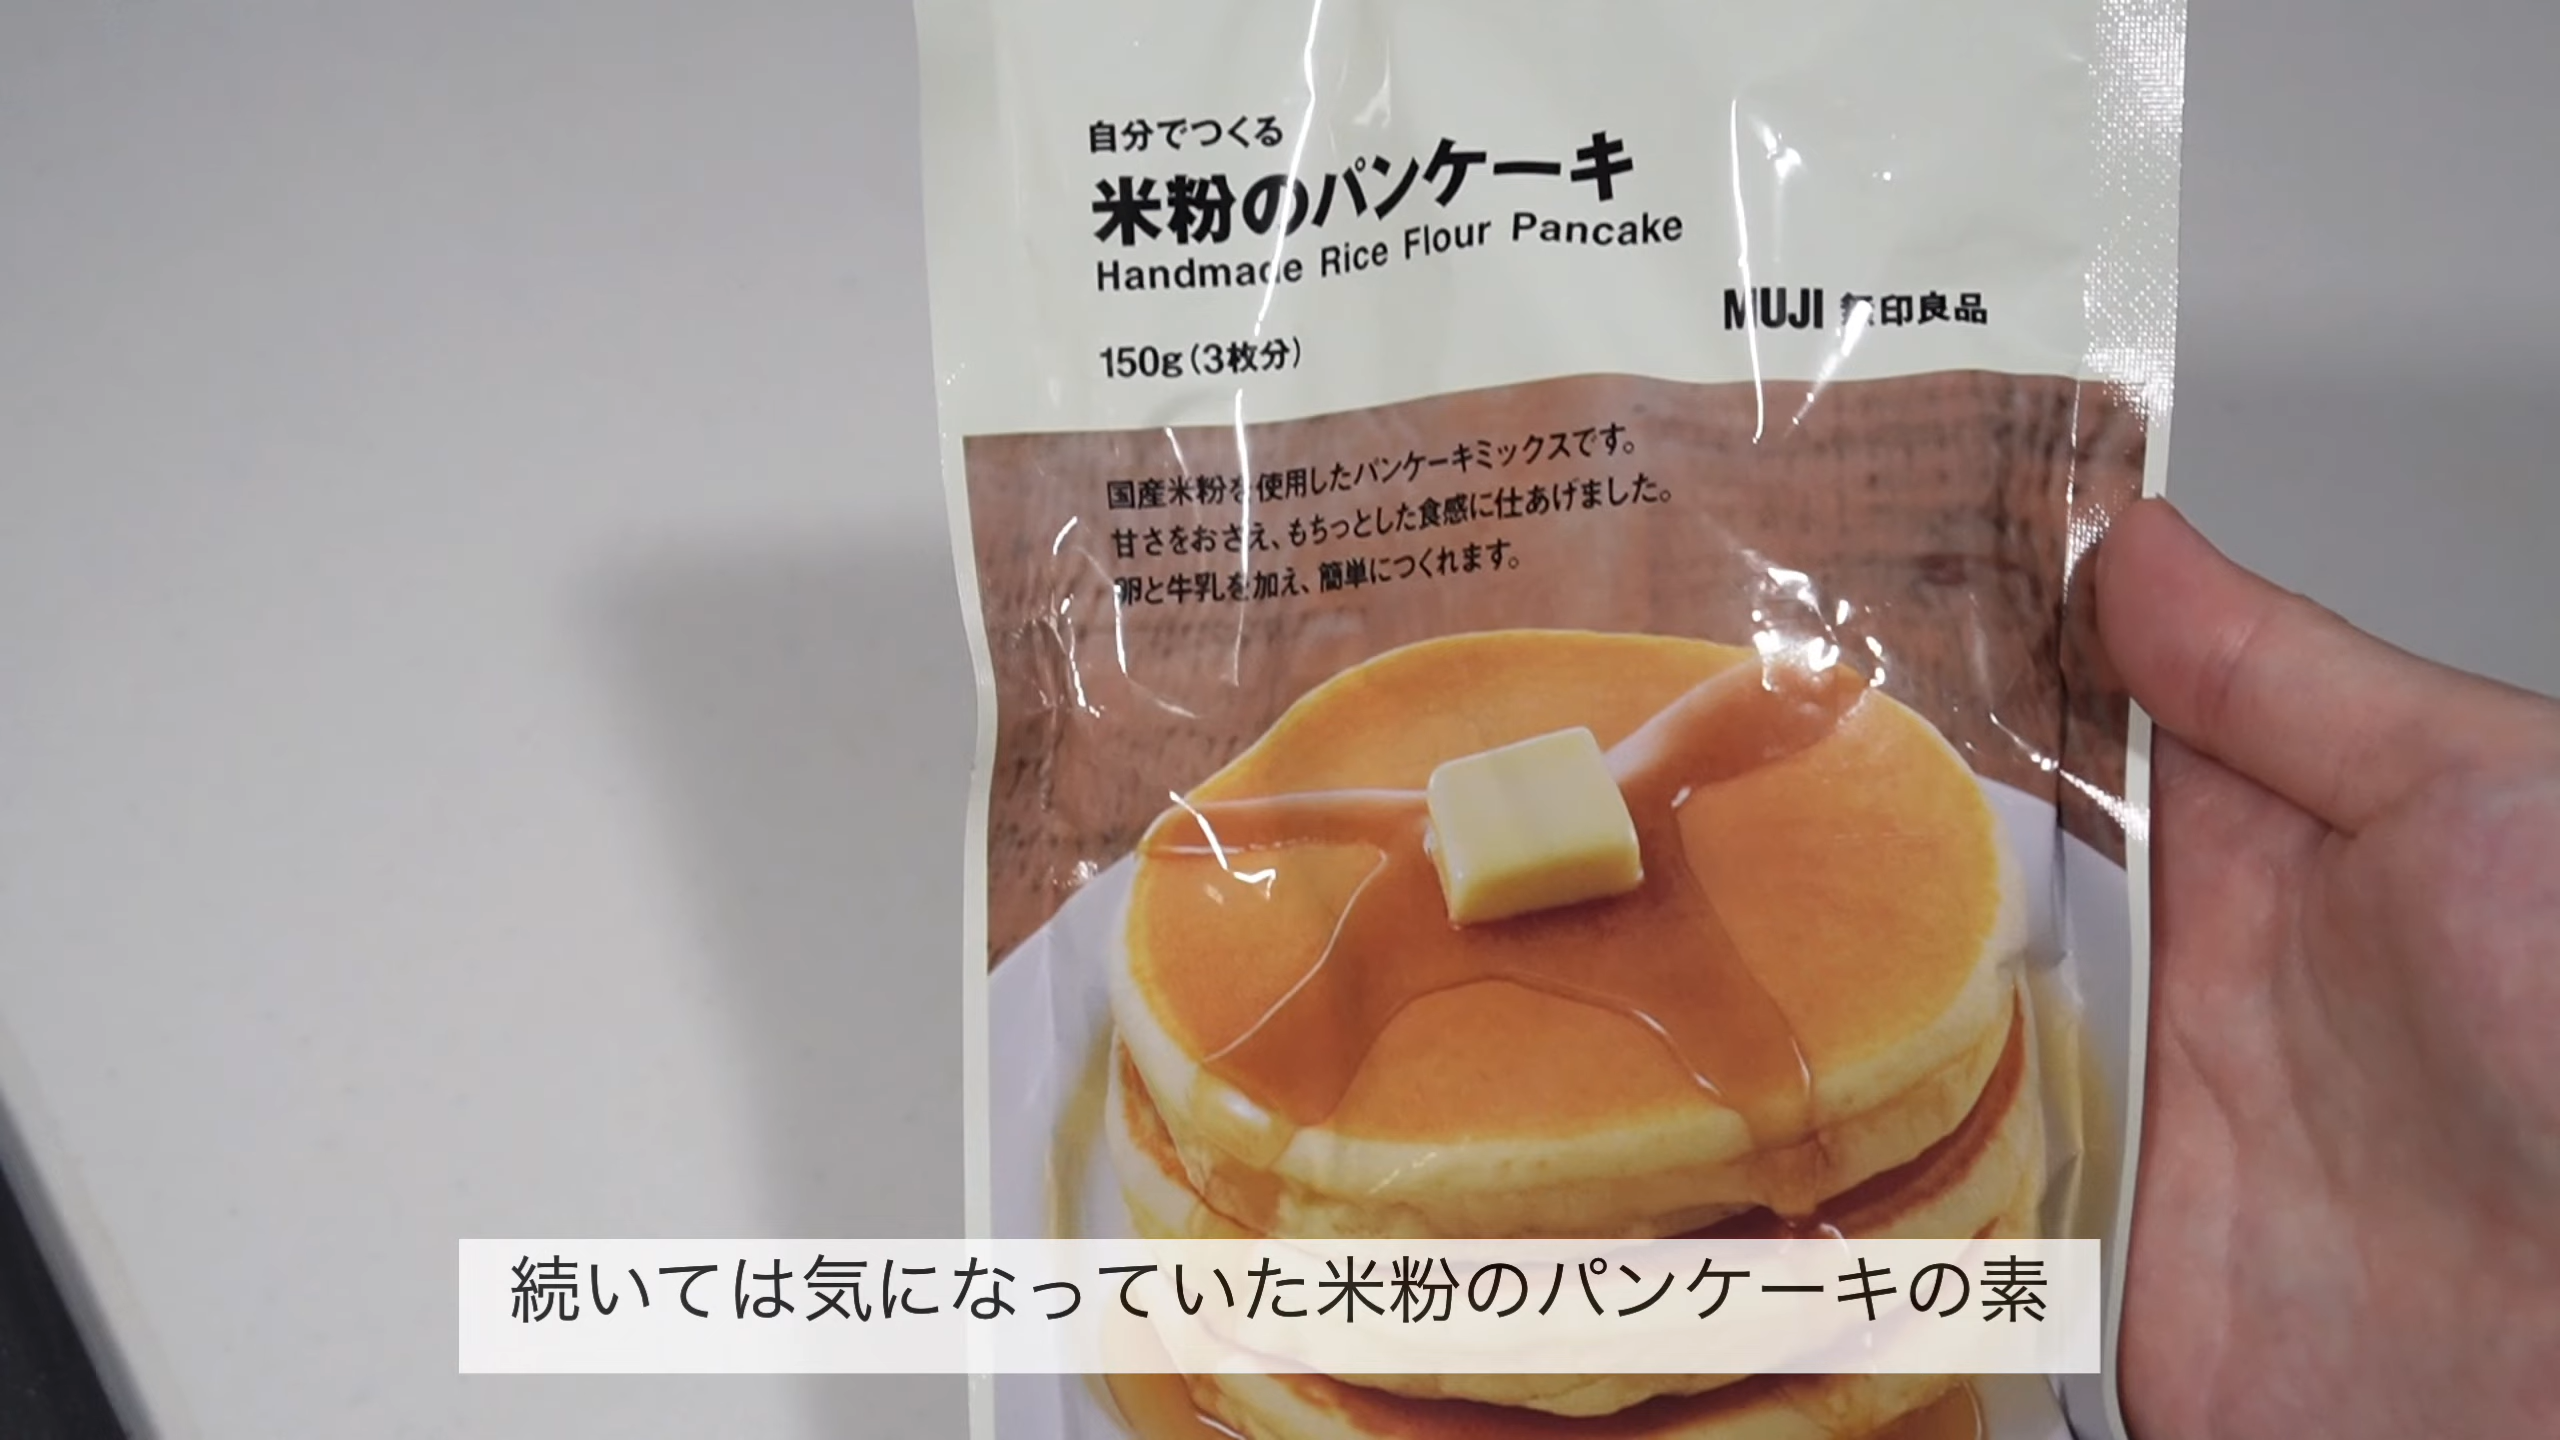 自分でつくる
米粉のパンケーキ
Handmade Rice Flour Pancake
MUJI 無印良品
150g(3枚分)
国産米粉を使用したパンケーキミックスです。
甘さをおさえ、もちっとした食感に仕あげました。
卵と牛乳を加え、簡単につくれます。
続いては気になっていた米粉のパンケーキの素